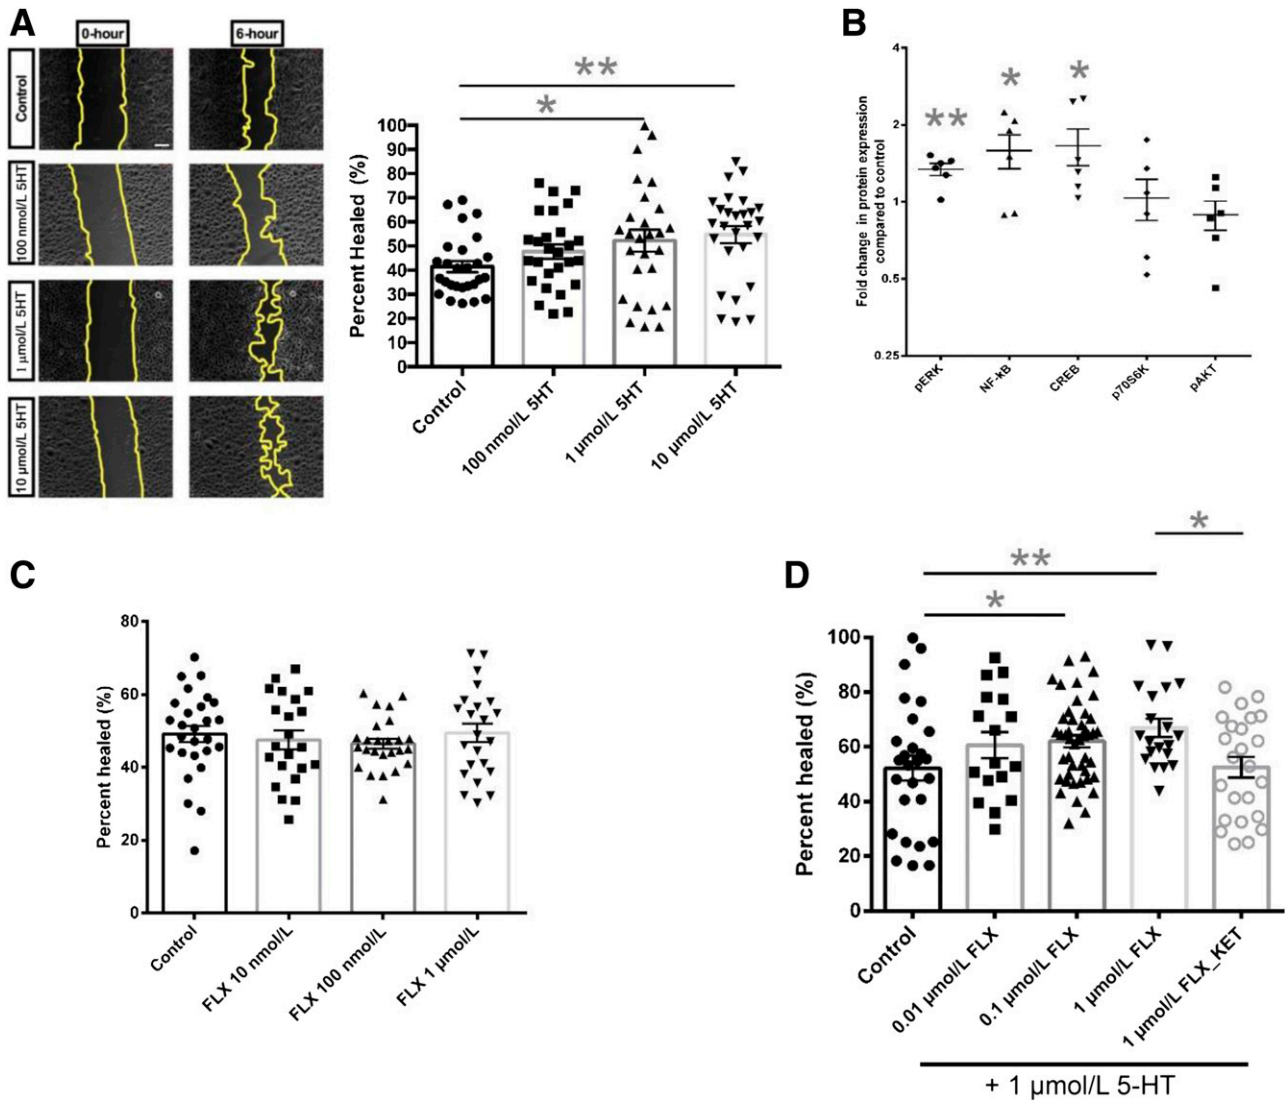 A
0-hour
6-hour
Control
100 nmol/L 5HT
1 µmol/L 5HT
10 µmol/L 5HT
**
*
Percent Healed (%)
100
90
80
70
60
50
40
30
20
10
0
Control
100 nmol/L 5HT
1 µmol/L 5HT
10 µmol/L 5HT
B
Fold change in protein expression
compared to control
4
2
1
0.5
0.25
**
*
*
pERK
NF-kB
CREB
p70S6K
pAKT
C
Percent healed (%)
80
60
40
20
0
Control
FLX 10 nmol/L
FLX 100 nmol/L
FLX 1 µmol/L
D
*
**
*
Percent healed (%)
100
80
60
40
20
0
Control
0.01 µmol/L FLX
0.1 µmol/L FLX
1 µmol/L FLX
1 µmol/L FLX_KET
+ 1 µmol/L 5-HT